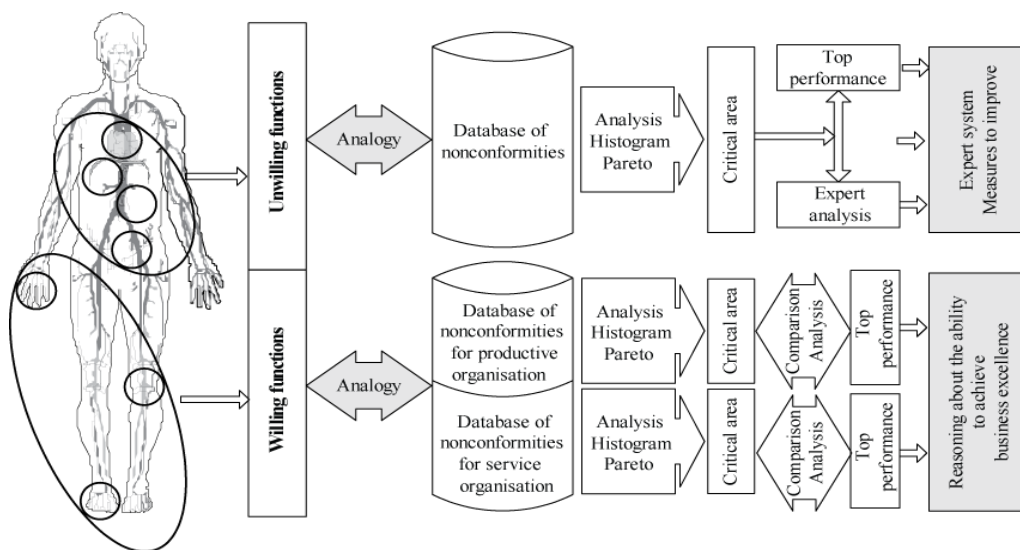 Unwilling functions
Analogy
Database of
nonconformities
Analysis
Histogram
Pareto
Critical area
Top
performance
Expert
analysis
Expert system
Measures to improve
Willing functions
Analogy
Database of
nonconformities
for productive
organisation
Analysis
Histogram
Pareto
Critical area
Comparison
Analysis
Top
performance
Database of
nonconformities
for service
organisation
Analysis
Histogram
Pareto
Critical area
Comparison
Analysis
Top
performance
Reasoning about the ability
to achieve
business excellence